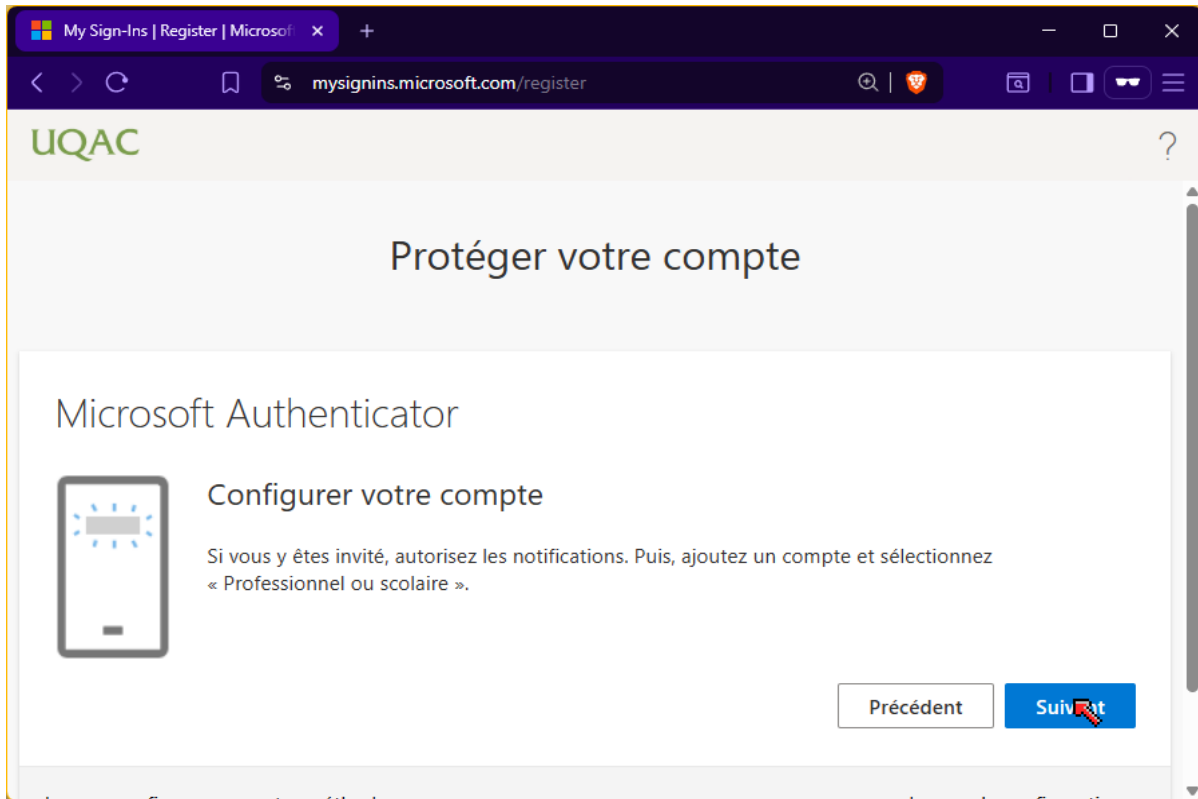 My Sign-Ins | Register | Microsof
mysignins.microsoft.com/register
UQAC
?
Protéger votre compte
Microsoft Authenticator
Configurer votre compte
Si vous y êtes invité, autorisez les notifications. Puis, ajoutez un compte et sélectionnez
« Professionnel ou scolaire ».
Précédent
Suivant